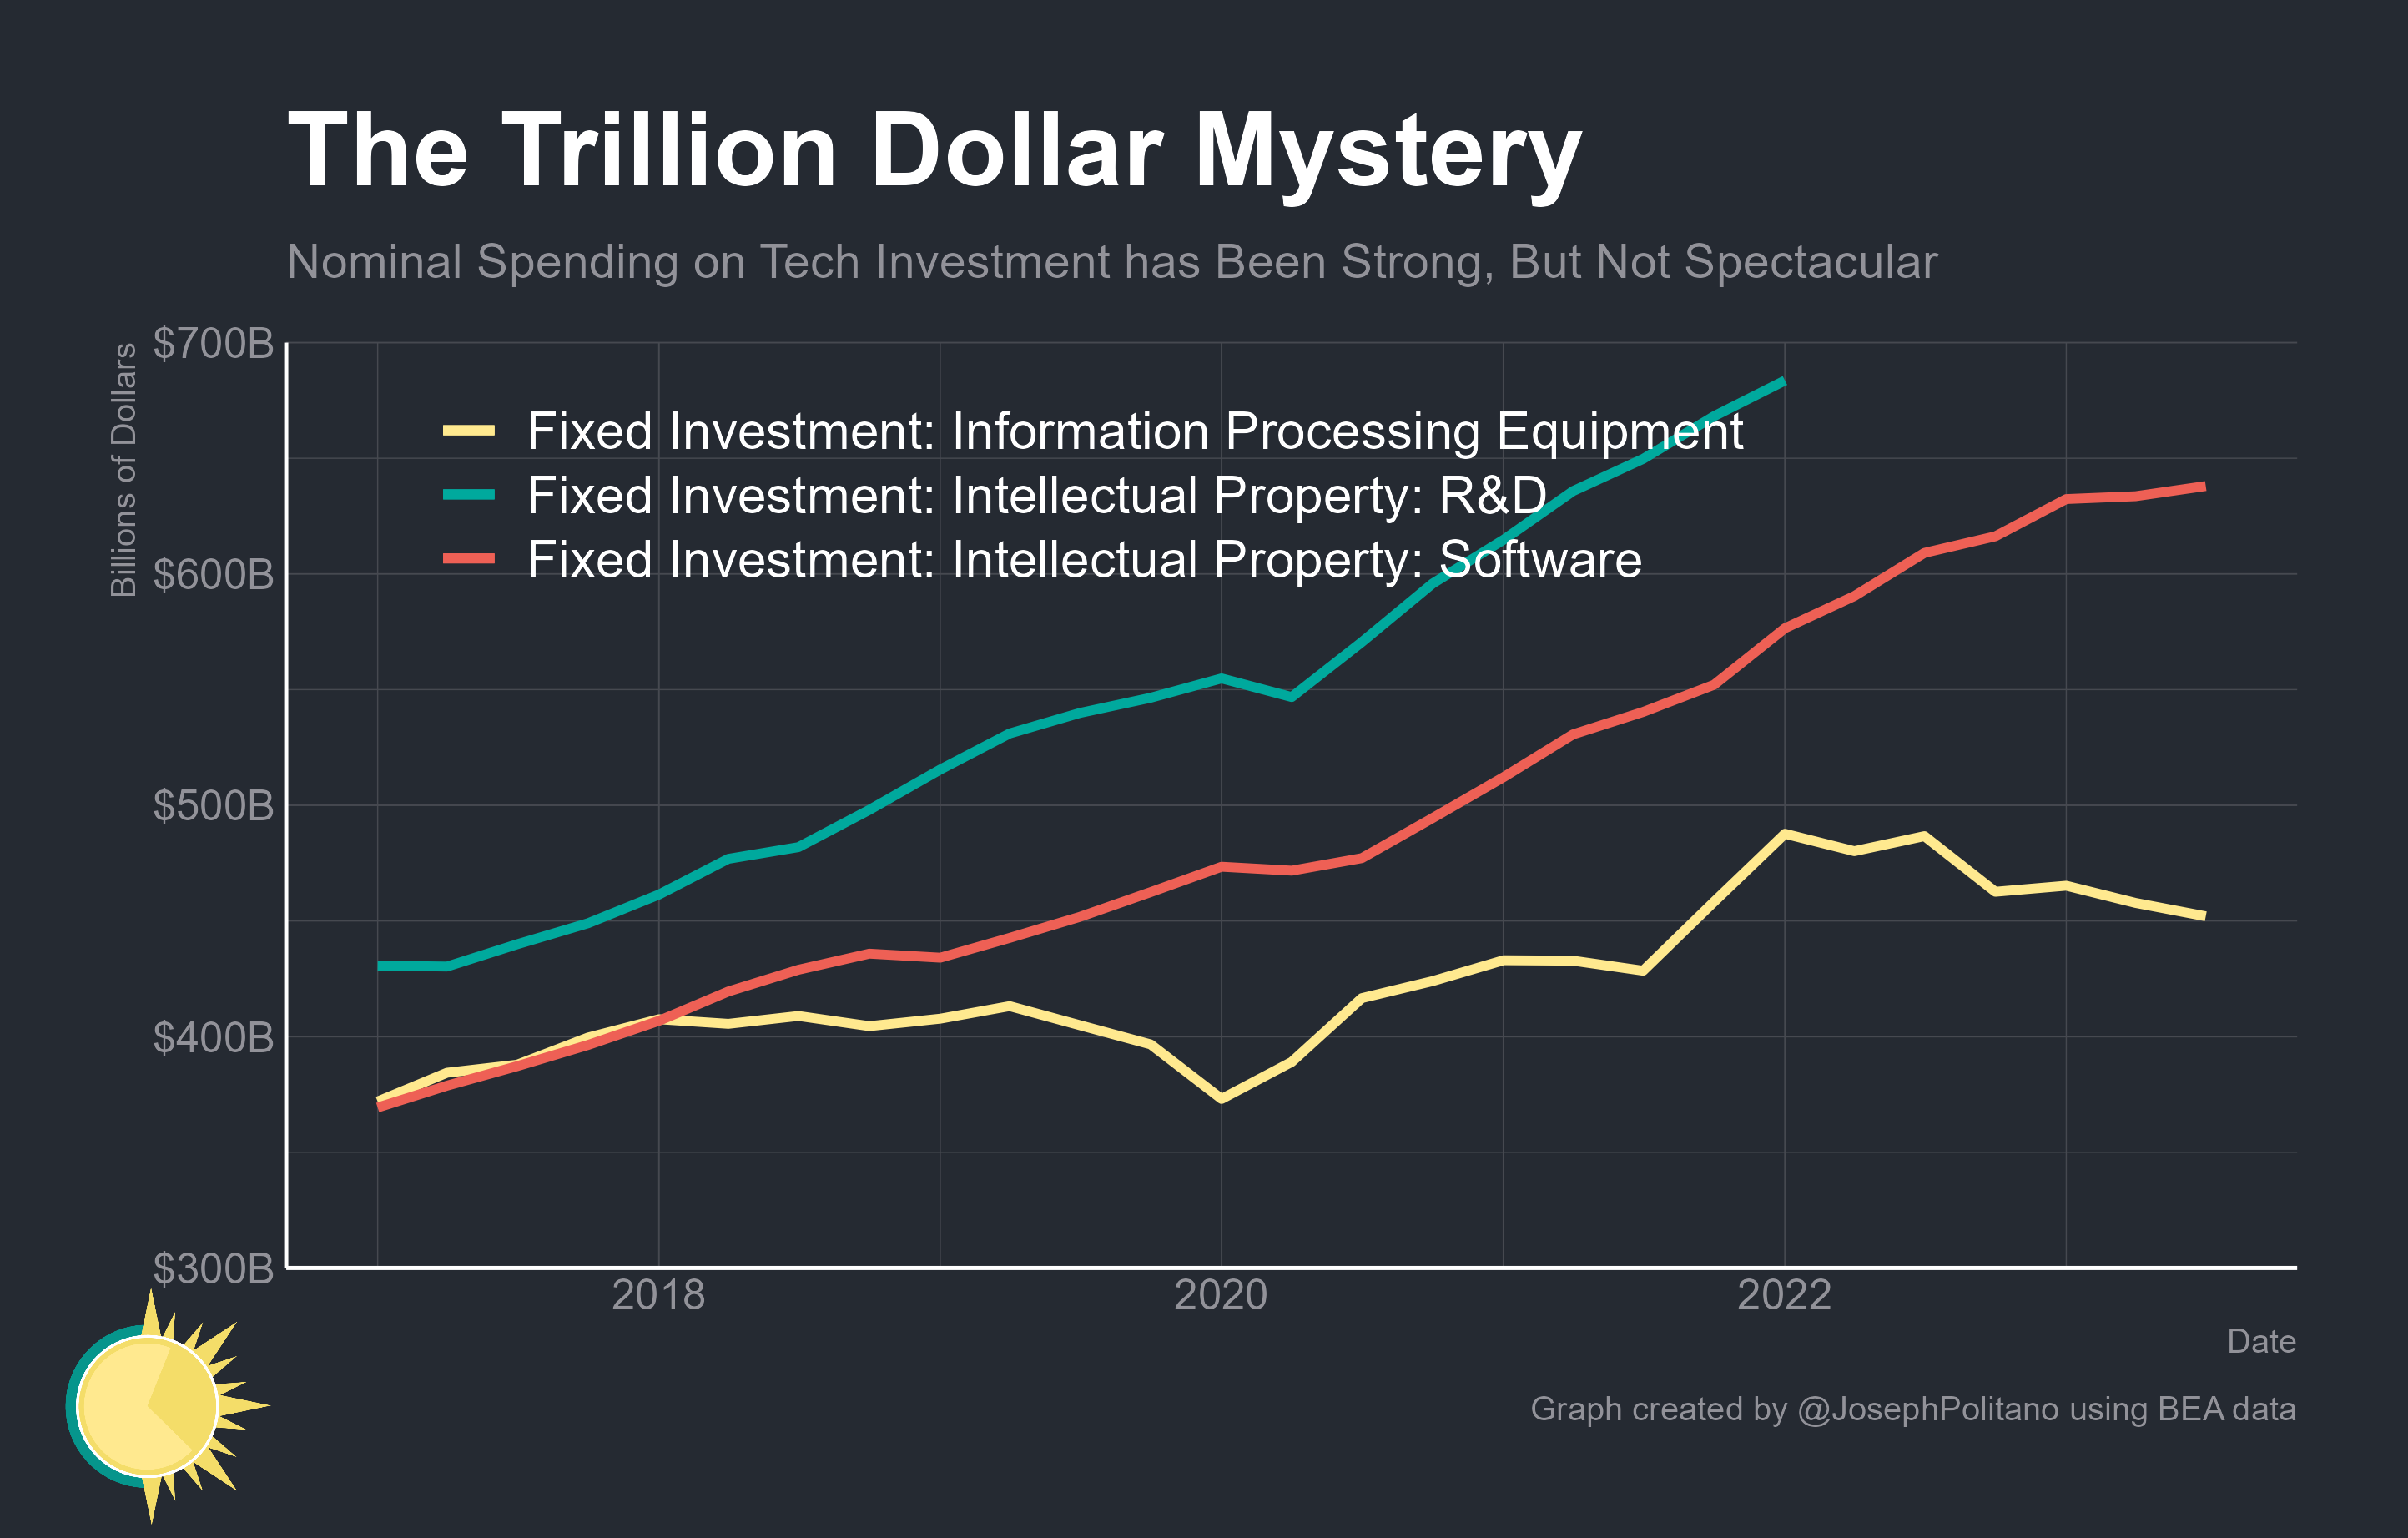 The Trillion Dollar Mystery
Nominal Spending on Tech Investment has Been Strong, But Not Spectacular
Billions of Dollars
$700B
$600B
$500B
$400B
$300B
Fixed Investment: Information Processing Equipment
Fixed Investment: Intellectual Property: R&D
Fixed Investment: Intellectual Property: Software
2018 2020 2022
Date
Graph created by @JosephPolitano using BEA data